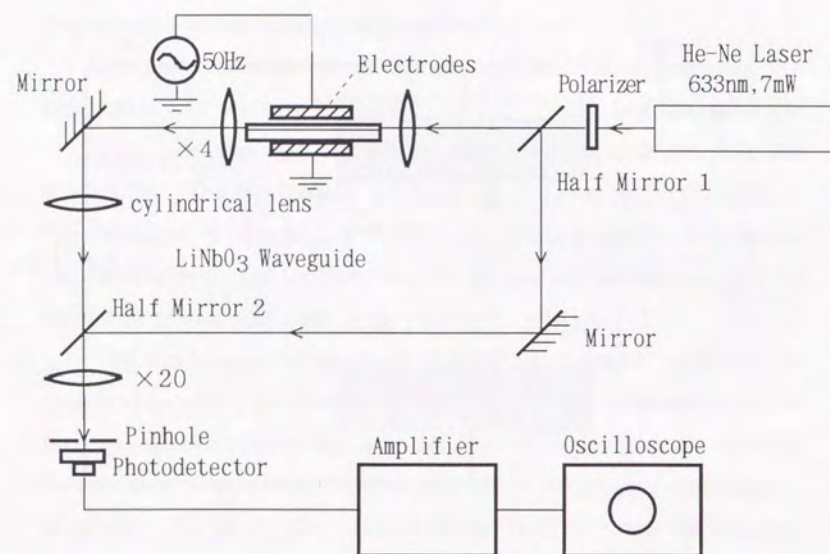 50Hz
Electrodes
He-Ne Laser
633nm,7mW
Polarizer
Mirror
×4
Half Mirror 1
cylindrical lens
LiNbO3 Waveguide
Half Mirror 2
Mirror
×20
Pinhole
Photodetector
Amplifier
Oscilloscope